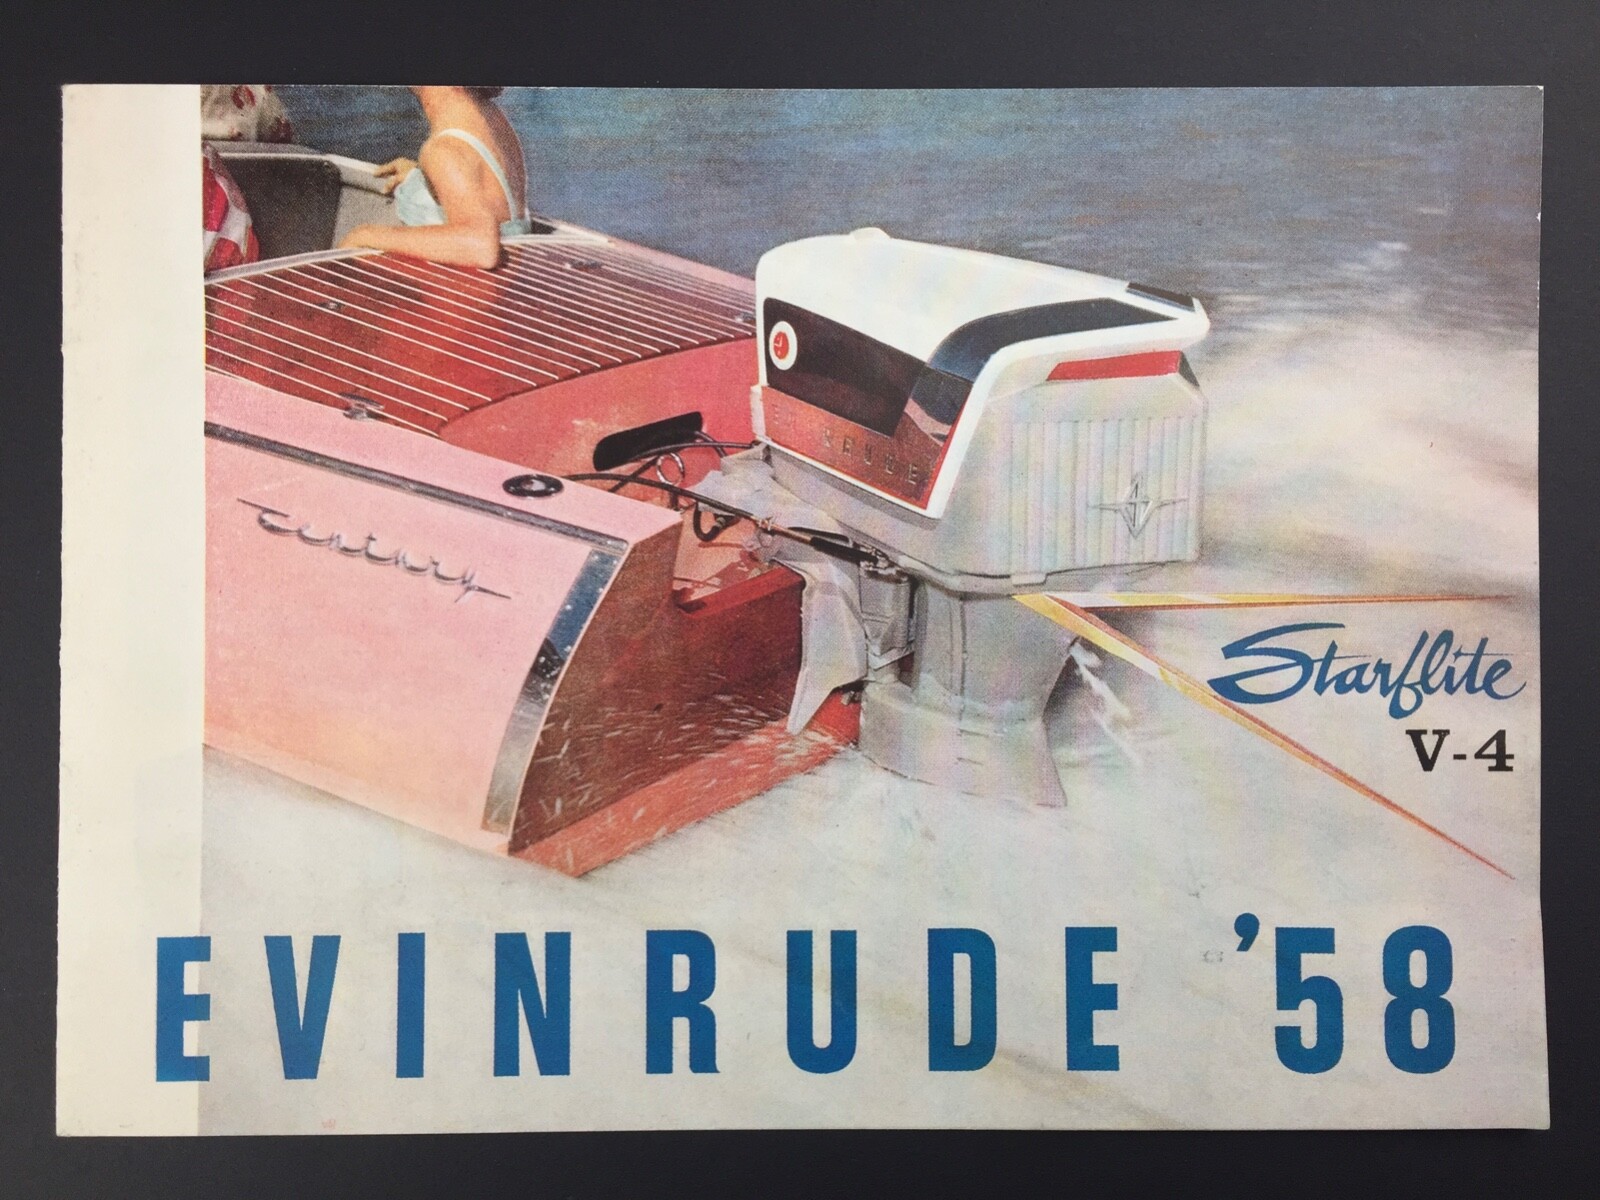 EVINRUDE
Century
Starflite
V-4
EVINRUDE '58